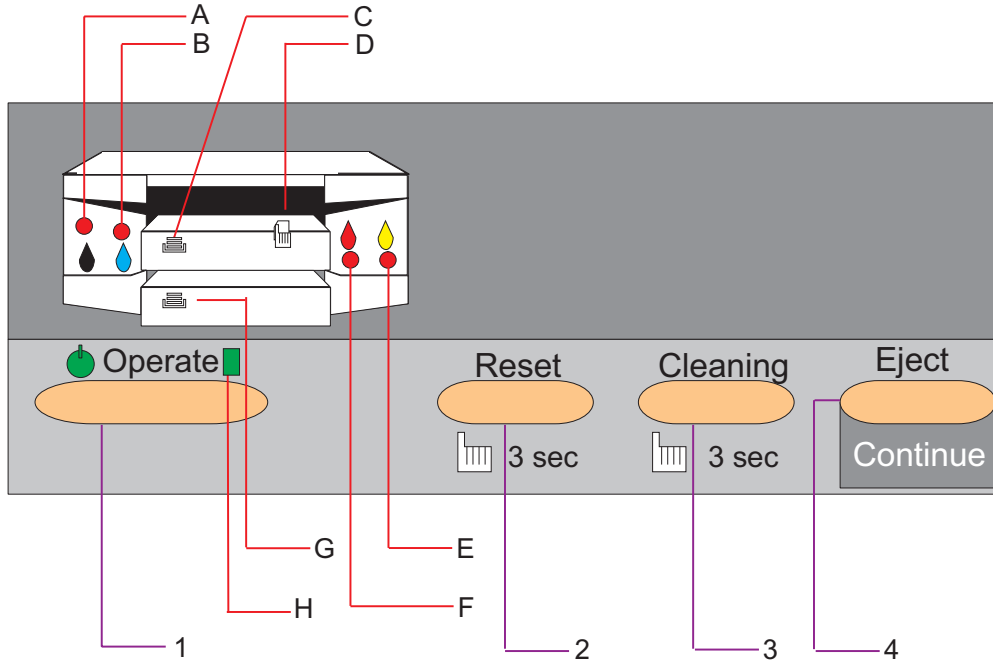 A
B
C
D
Operate
Reset
Cleaning
Eject
3 sec
3 sec
Continue
G
E
H
F
1
2
3
4